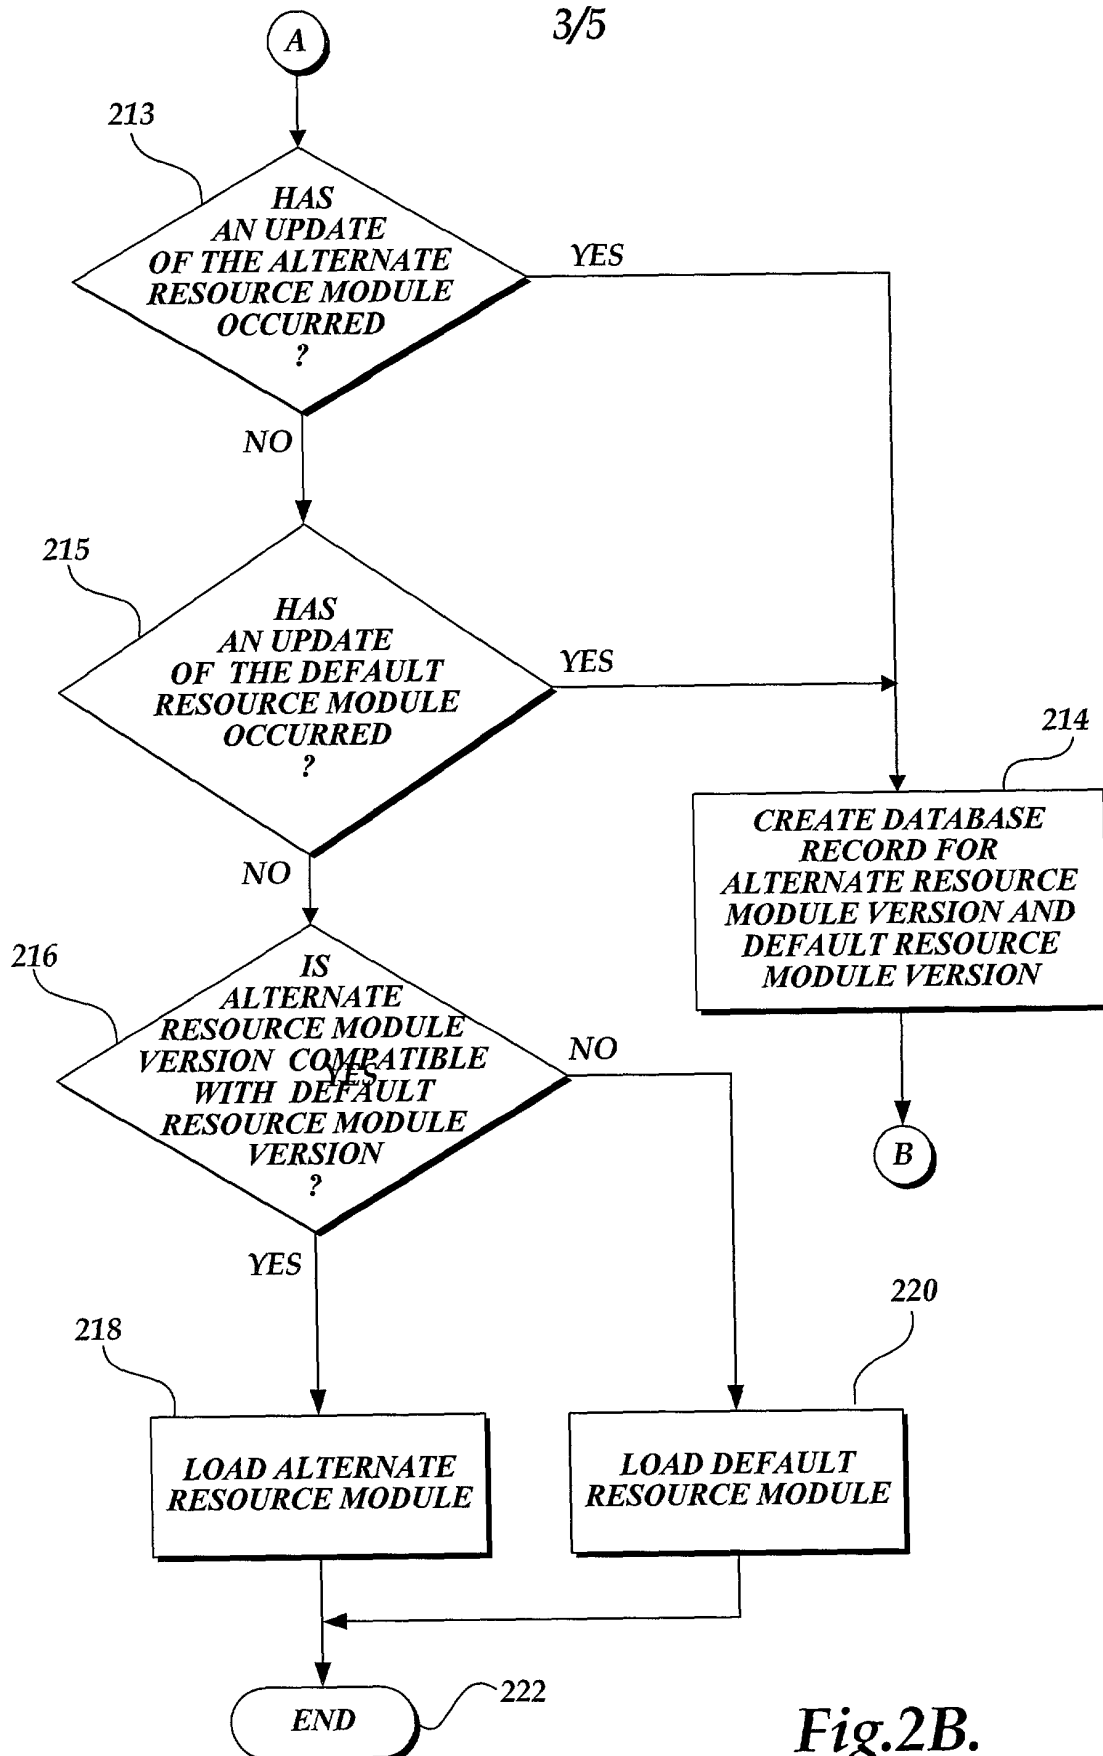 3/5
A
213
HAS
AN UPDATE
OF THE ALTERNATE
RESOURCE MODULE
OCCURRED
?
YES
NO
215
HAS
AN UPDATE
OF THE DEFAULT
RESOURCE MODULE
OCCURRED
?
YES
NO
214
CREATE DATABASE
RECORD FOR
ALTERNATE RESOURCE
MODULE VERSION AND
DEFAULT RESOURCE
MODULE VERSION
B
216
IS
ALTERNATE
RESOURCE MODULE
VERSION COMPATIBLE
YES
WITH DEFAULT
RESOURCE MODULE
VERSION
?
NO
YES
218
LOAD ALTERNATE
RESOURCE MODULE
220
LOAD DEFAULT
RESOURCE MODULE
END
222
Fig.2B.